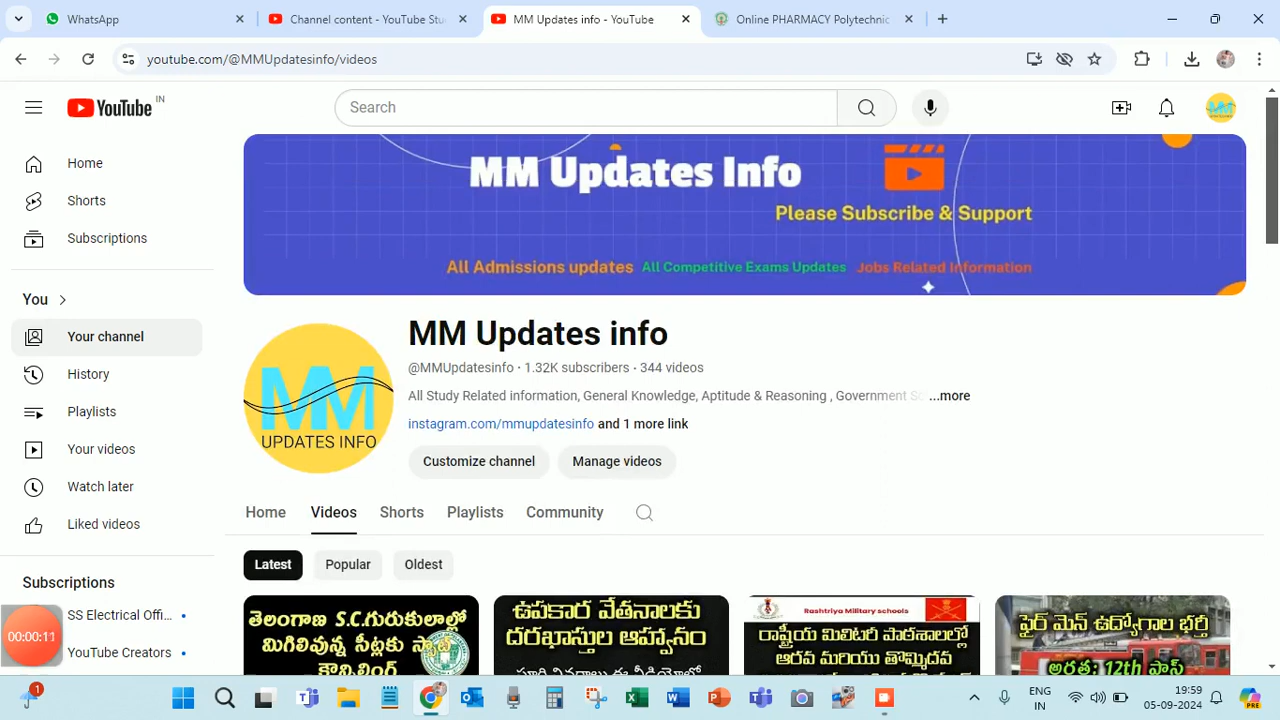 WhatsApp
Channel content - YouTube Stu
MM Updates info - YouTube
Online PHARMACY Polytechnic
youtube.com/@MMUpdatesinfo/videos
YouTube IN
Search
Home
Shorts
Subscriptions
You
Your channel
History
Playlists
Your videos
Watch later
Liked videos
Subscriptions
SS Electrical Offi...
YouTube Creators
MM Updates Info
Please Subscribe & Support
All Admissions updates All Competitive Exams Updates Jobs Related Information
MM
UPDATES INFO
MM Updates info
@MMUpdatesinfo · 1.32K subscribers · 344 videos
All Study Related information, General Knowledge, Aptitude & Reasoning , Government ...more
instagram.com/mmupdatesinfo and 1 more link
Customize channel
Manage videos
Home
Videos
Shorts
Playlists
Community
Latest
Popular
Oldest
తెలంగాణ S.C.గురుకులాల్లో
మిగిలివున్న సీట్లకు స్పాట్
కౌన్సిలింగ్
ఉపకార వేతనాలకు
దరఖాస్తుల ఆహ్వానం
పూర్తి వివరాలు ఈ వీడియోలో
Rashtriya Military schools
రాష్ట్రీయ మిలిటరీ పాఠశాలల్లో
ఆరవ మరియు తొమ్మిదవ
ఫైర్ మెన్ ఉద్యోగాల భర్తీ
అర్హత: 12th పాస్
00:00:11
1
ENG
IN
19:59
05-09-2024
PRE